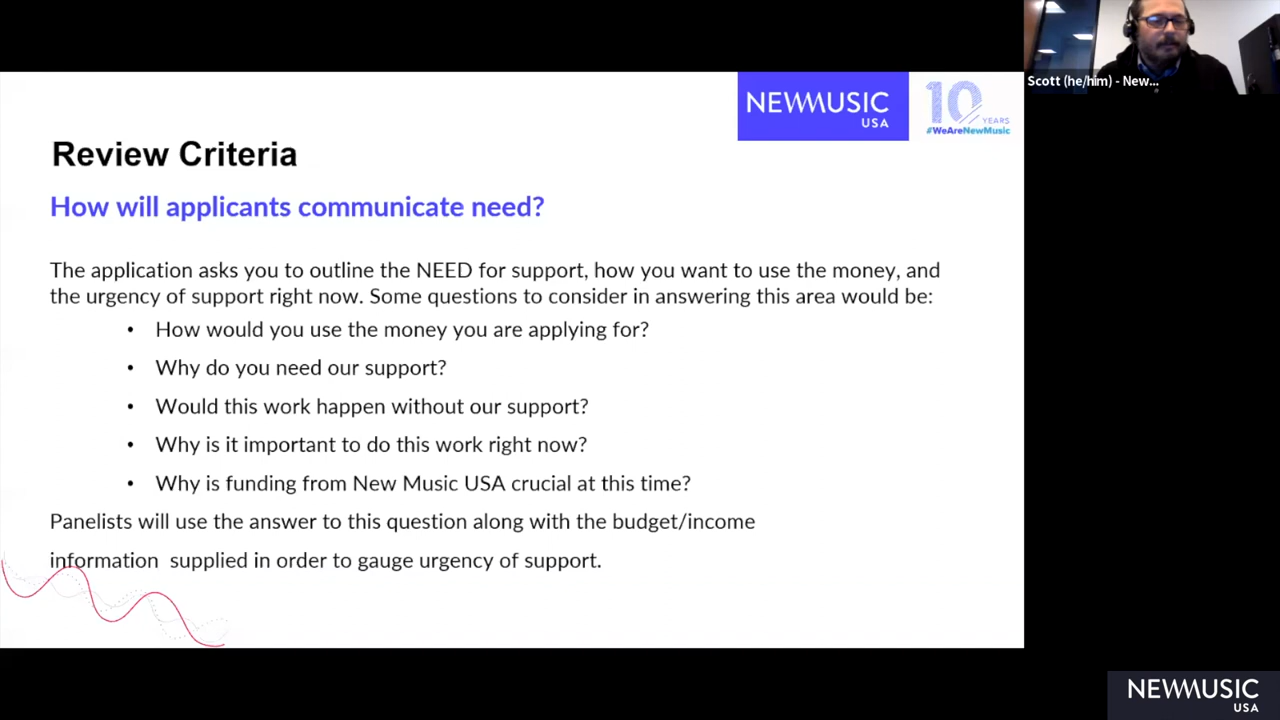 NEWMUSIC
USA
10
YEARS
#WeAreNewMusic
Scott (he/him) - New...
Review Criteria
How will applicants communicate need?
The application asks you to outline the NEED for support, how you want to use the money, and
the urgency of support right now. Some questions to consider in answering this area would be:
• How would you use the money you are applying for?
• Why do you need our support?
• Would this work happen without our support?
• Why is it important to do this work right now?
• Why is funding from New Music USA crucial at this time?
Panelists will use the answer to this question along with the budget/income
information  supplied in order to gauge urgency of support.
NEWMUSIC
USA